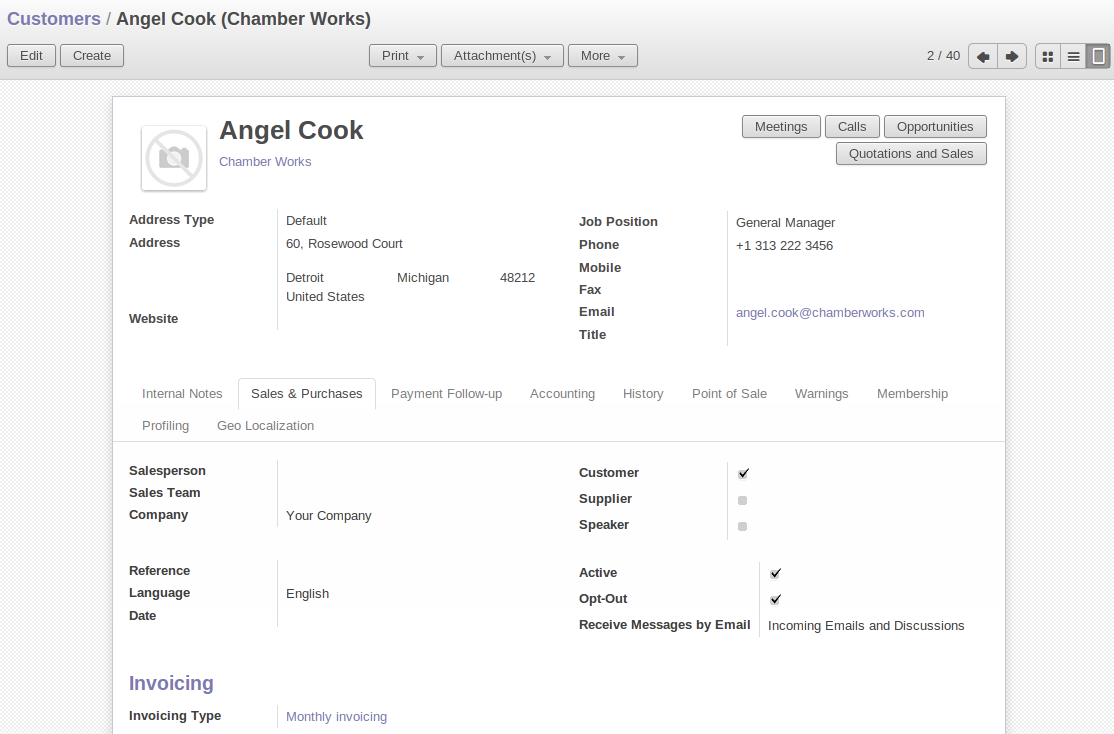 Customers / Angel Cook (Chamber Works)
Edit Create Print Attachment(s) More 2 / 40
Angel Cook
Chamber Works
Meetings Calls Opportunities
Quotations and Sales
Address Type Default
Address 60, Rosewood Court
Detroit Michigan 48212
United States
Website
Job Position General Manager
Phone +1 313 222 3456
Mobile
Fax
Email angel.cook@chamberworks.com
Title
Internal Notes Sales & Purchases Payment Follow-up Accounting History Point of Sale Warnings Membership
Profiling Geo Localization
Salesperson
Sales Team
Company Your Company
Customer
Supplier
Speaker
Reference
Language English
Date
Active
Opt-Out
Receive Messages by Email Incoming Emails and Discussions
Invoicing
Invoicing Type Monthly invoicing